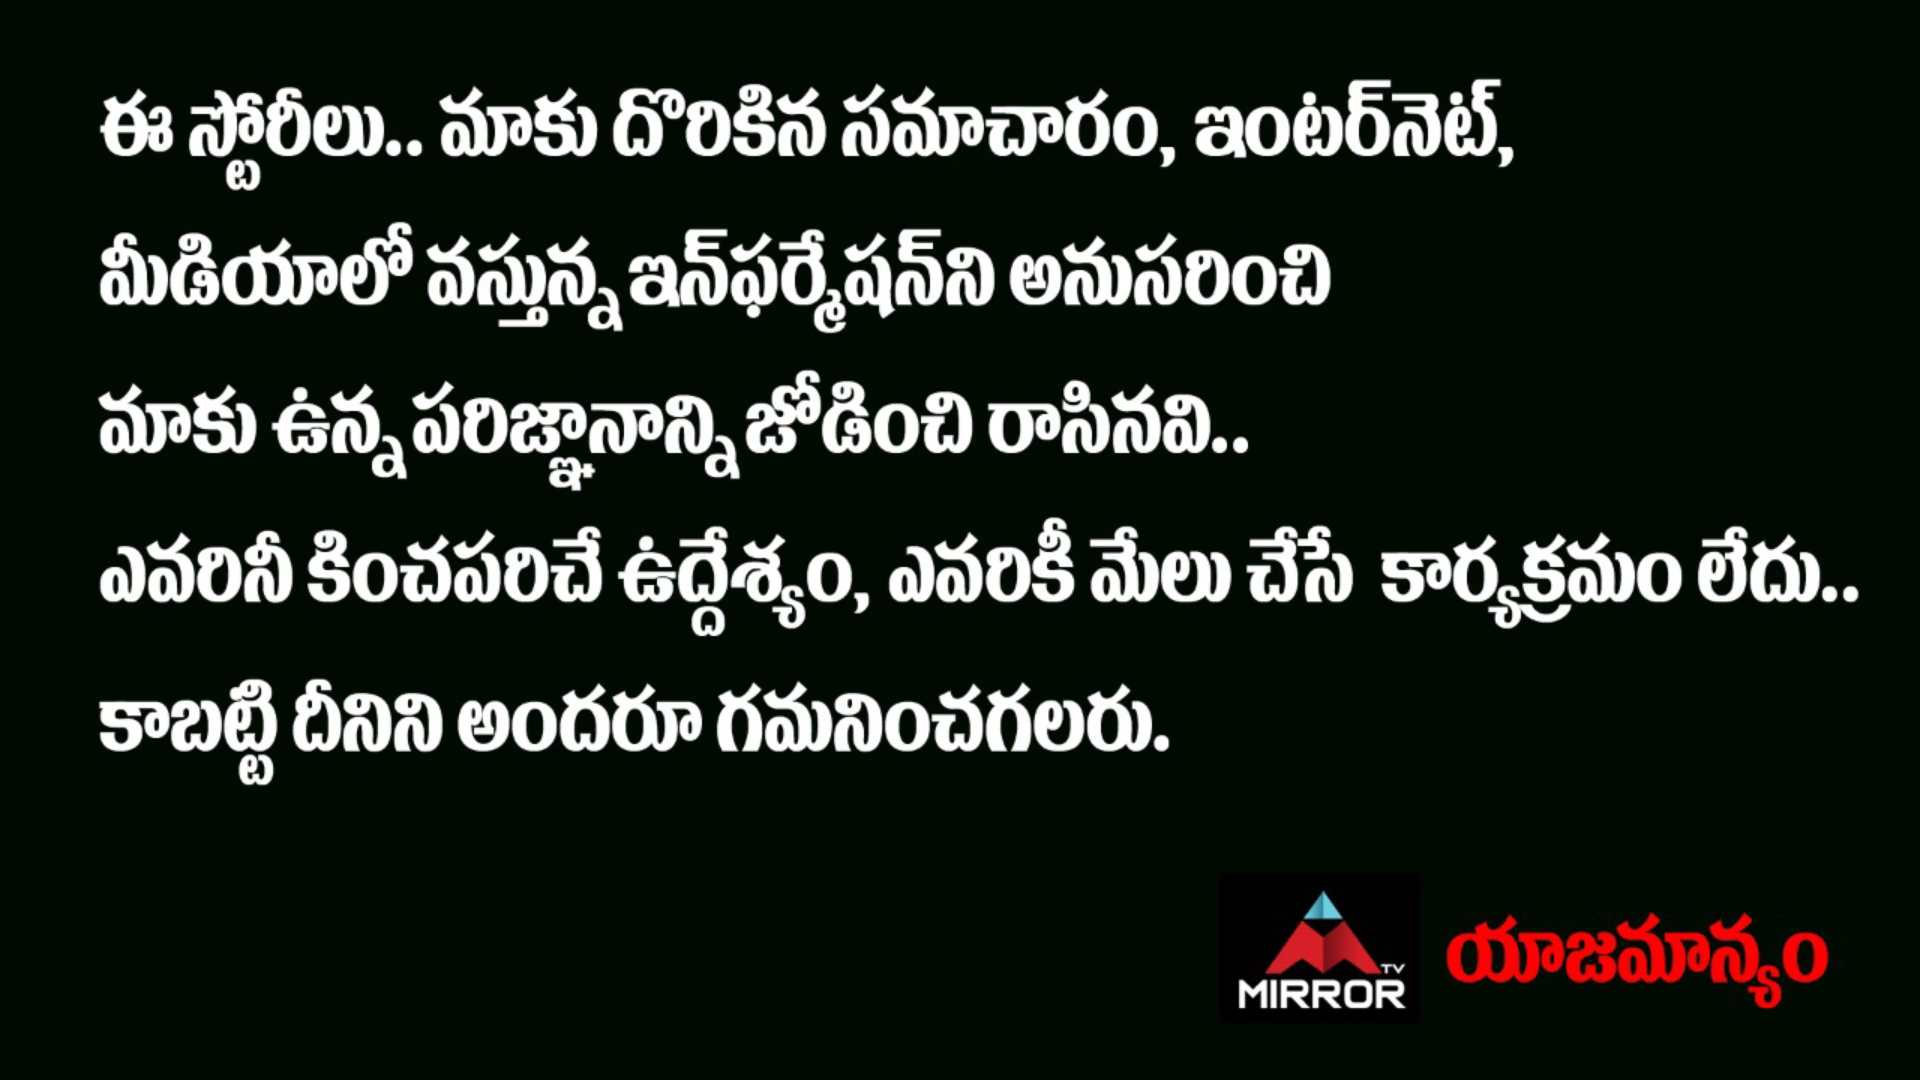 ఈ స్టోరీలు.. మాకు దొరికిన సమాచారం, ఇంటర్‌నెట్,
మీడియాలో వస్తున్న ఇన్‌ఫర్మేషన్‌ని అనుసరించి
మాకు ఉన్న పరిజ్ఞానాన్ని జోడించి రాసినవి..
ఎవరినీ కించపరిచే ఉద్దేశ్యం, ఎవరికీ మేలు చేసే కార్యక్రమం లేదు..
కాబట్టి దీనిని అందరూ గమనించగలరు.
MIRROR TV యాజమాన్యం